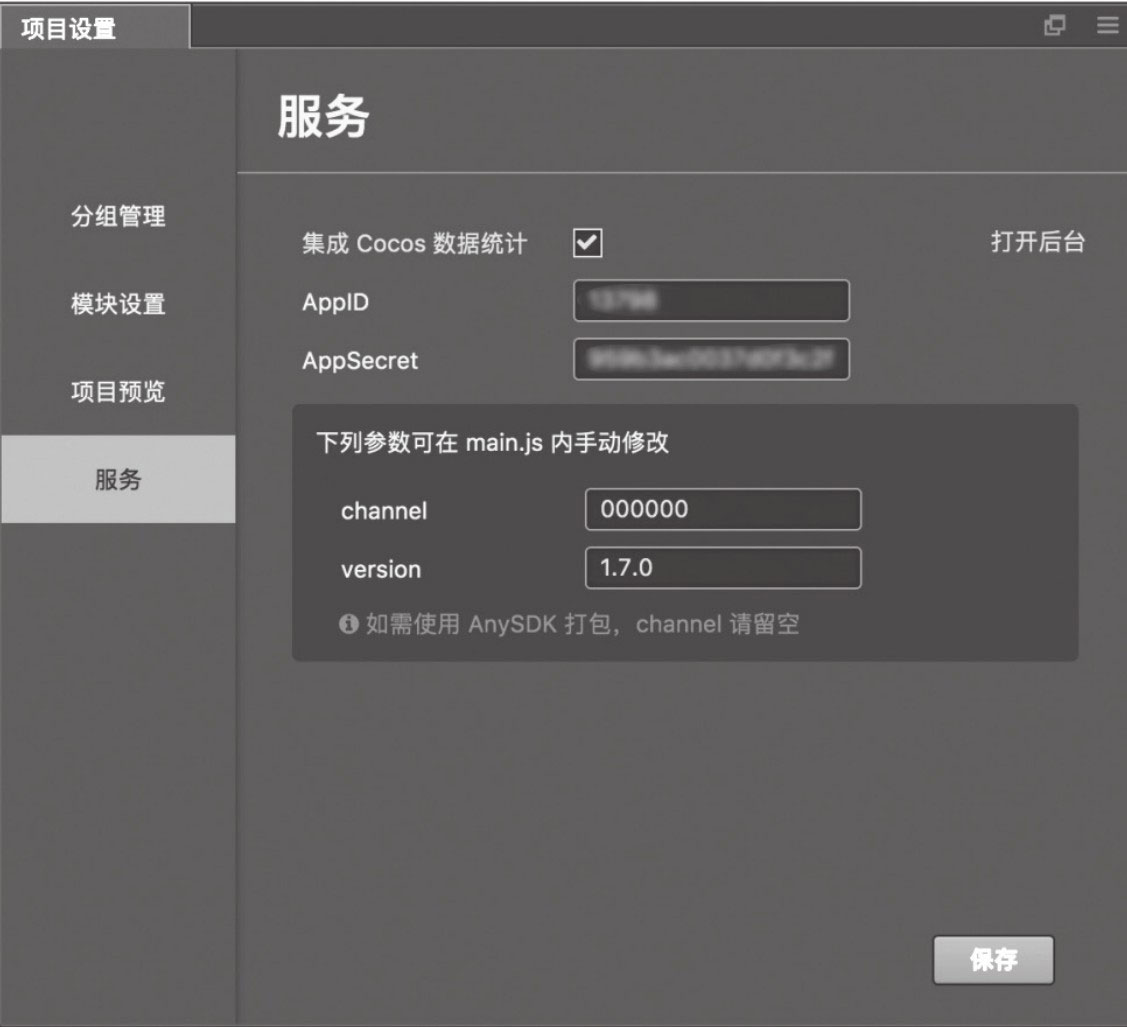 项目设置
服务
分组管理
模块设置
项目预览
服务
集成 Cocos 数据统计
打开后台
AppID
AppSecret
下列参数可在 main.js 内手动修改
channel
000000
version
1.7.0
如需使用 AnySDK 打包，channel 请留空
保存